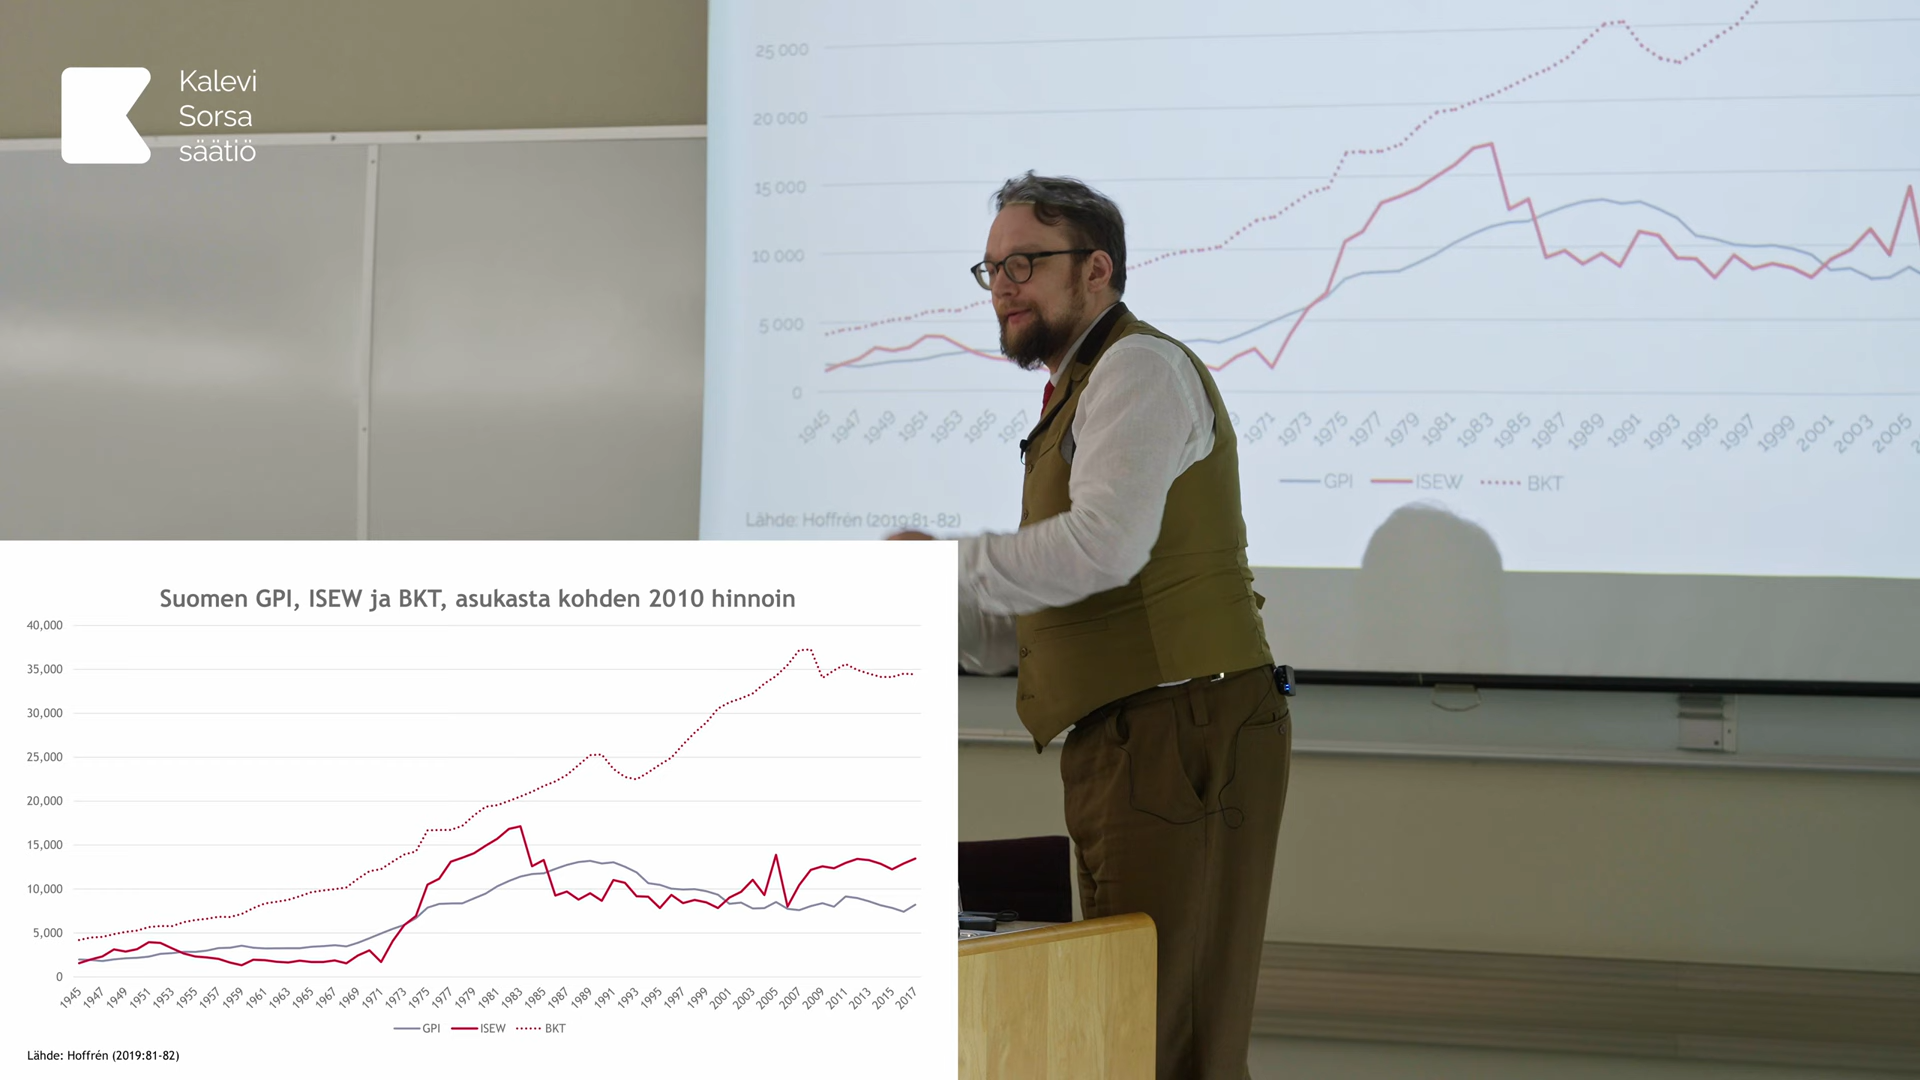 Kalevi
Sorsa
säätiö
25 000
20 000
15 000
10 000
5 000
0
1945 1947 1949 1951 1953 1955 1957 1971 1973 1975 1977 1979 1981 1983 1985 1987 1989 1991 1993 1995 1997 1999 2001 2003 2005
GPI ISEW BKT
Lähde: Hoffrén (2019:81-82)
Suomen GPI, ISEW ja BKT, asukasta kohden 2010 hinnoin
40,000
35,000
30,000
25,000
20,000
15,000
10,000
5,000
0
1945 1947 1949 1951 1953 1955 1957 1959 1961 1963 1965 1967 1969 1971 1973 1975 1977 1979 1981 1983 1985 1987 1989 1991 1993 1995 1997 1999 2001 2003 2005 2007 2009 2011 2013 2015 2017
GPI ISEW BKT
Lähde: Hoffrén (2019:81-82)